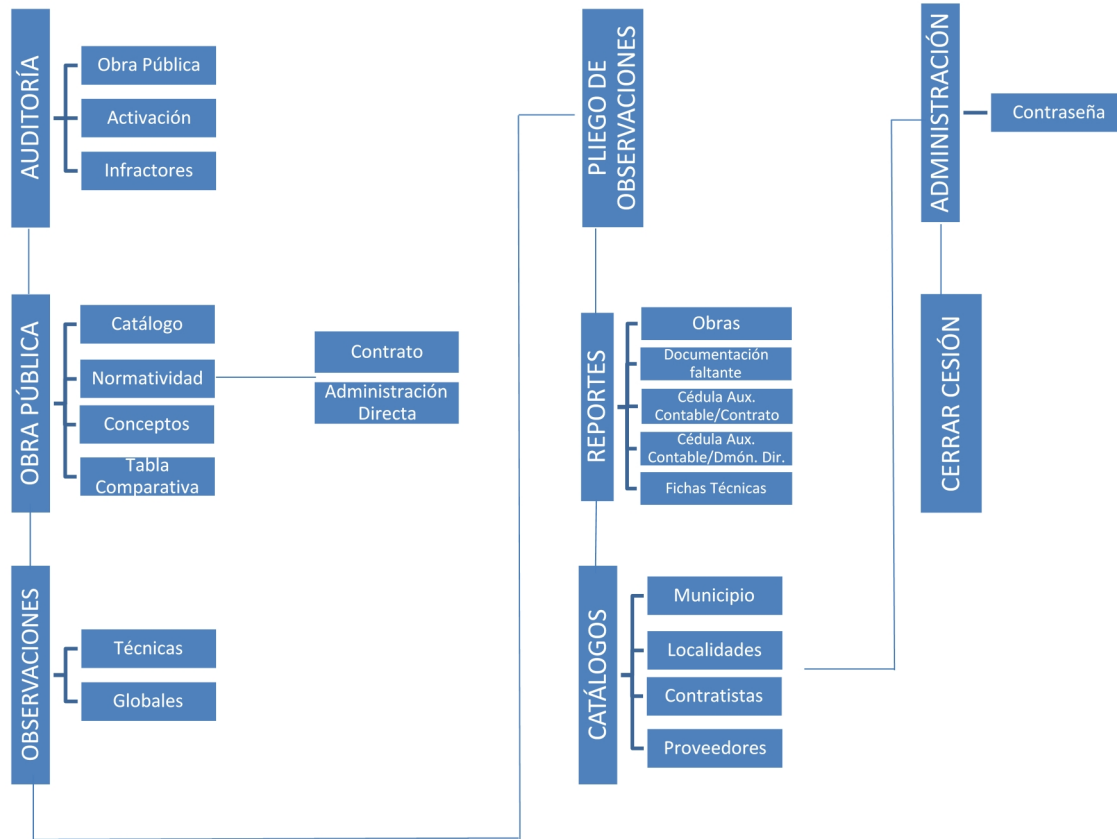 AUDITORÍA
Obra Pública
Activación
Infractores
OBRA PÚBLICA
Catálogo
Normatividad
Contrato
Administración
Directa
Conceptos
Tabla
Comparativa
OBSERVACIONES
Técnicas
Globales
PLIEGO DE
OBSERVACIONES
REPORTES
Obras
Documentación
faltante
Cédula Aux.
Contable/Contrato
Cédula Aux.
Contable/Dmón. Dir.
Fichas Técnicas
CATÁLOGOS
Municipio
Localidades
Contratistas
Proveedores
ADMINISTRACIÓN
Contraseña
CERRAR CESIÓN